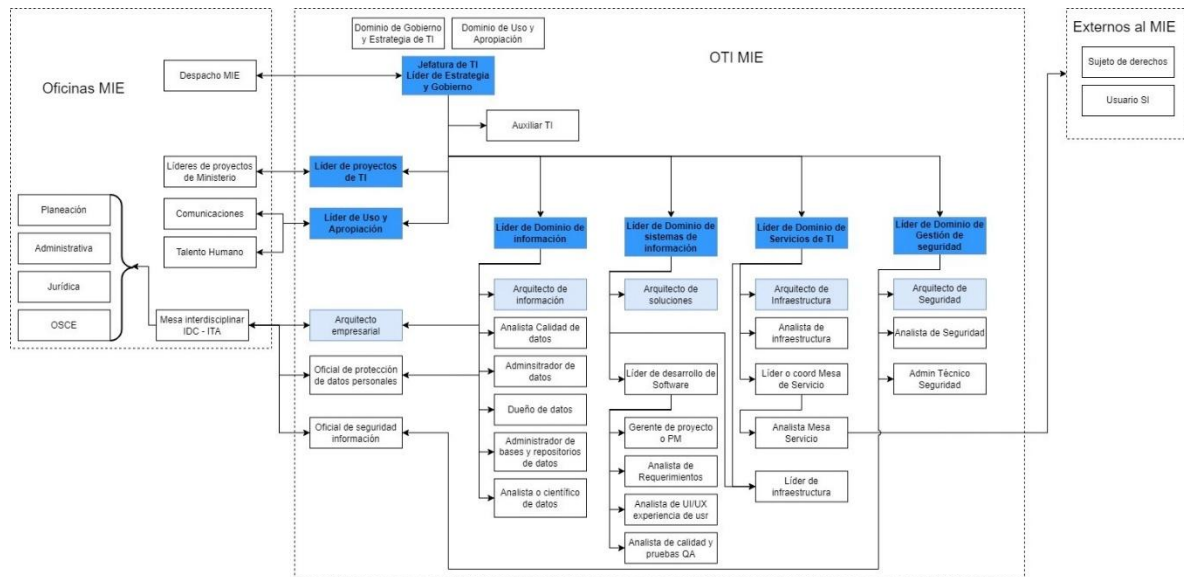 Oficinas MIE
Despacho MIE
Líderes de proyectos
de Ministerio
Comunicaciones
Talento Humano
Planeación
Administrativa
Jurídica
OSCE
Mesa interdisciplinar
IDC - ITA
OTI MIE
Dominio de Gobierno
y Estrategia de TI
Dominio de Uso y
Apropiación
Jefatura de TI
Líder de Estrategia
y Gobierno
Auxiliar TI
Líder de proyectos
de TI
Líder de Uso y
Apropiación
Arquitecto
empresarial
Oficial de protección
de datos personales
Oficial de seguridad
información
Líder de Dominio de
información
Arquitecto de
información
Analista Calidad de
datos
Adminsitrador de
datos
Dueño de datos
Administrador de
bases y repositorios
de datos
Analista o científico
de datos
Líder de Dominio de
sistemas de
información
Arquitecto de
soluciones
Líder de desarrollo de
Software
Gerente de proyecto
o PM
Analista de
Requerimientos
Analista de UI/UX
experiencia de usr
Analista de calidad y
pruebas QA
Líder de Dominio de
Servicios de TI
Arquitecto de
Infraestructura
Analista de
infraestructura
Líder o coord Mesa
de Servicio
Analista Mesa
Servicio
Líder de
infraestructura
Líder de Dominio de
Gestión de
seguridad
Arquitecto de
Seguridad
Analista de Seguridad
Admin Técnico
Seguridad
Externos al MIE
Sujeto de derechos
Usuario SI